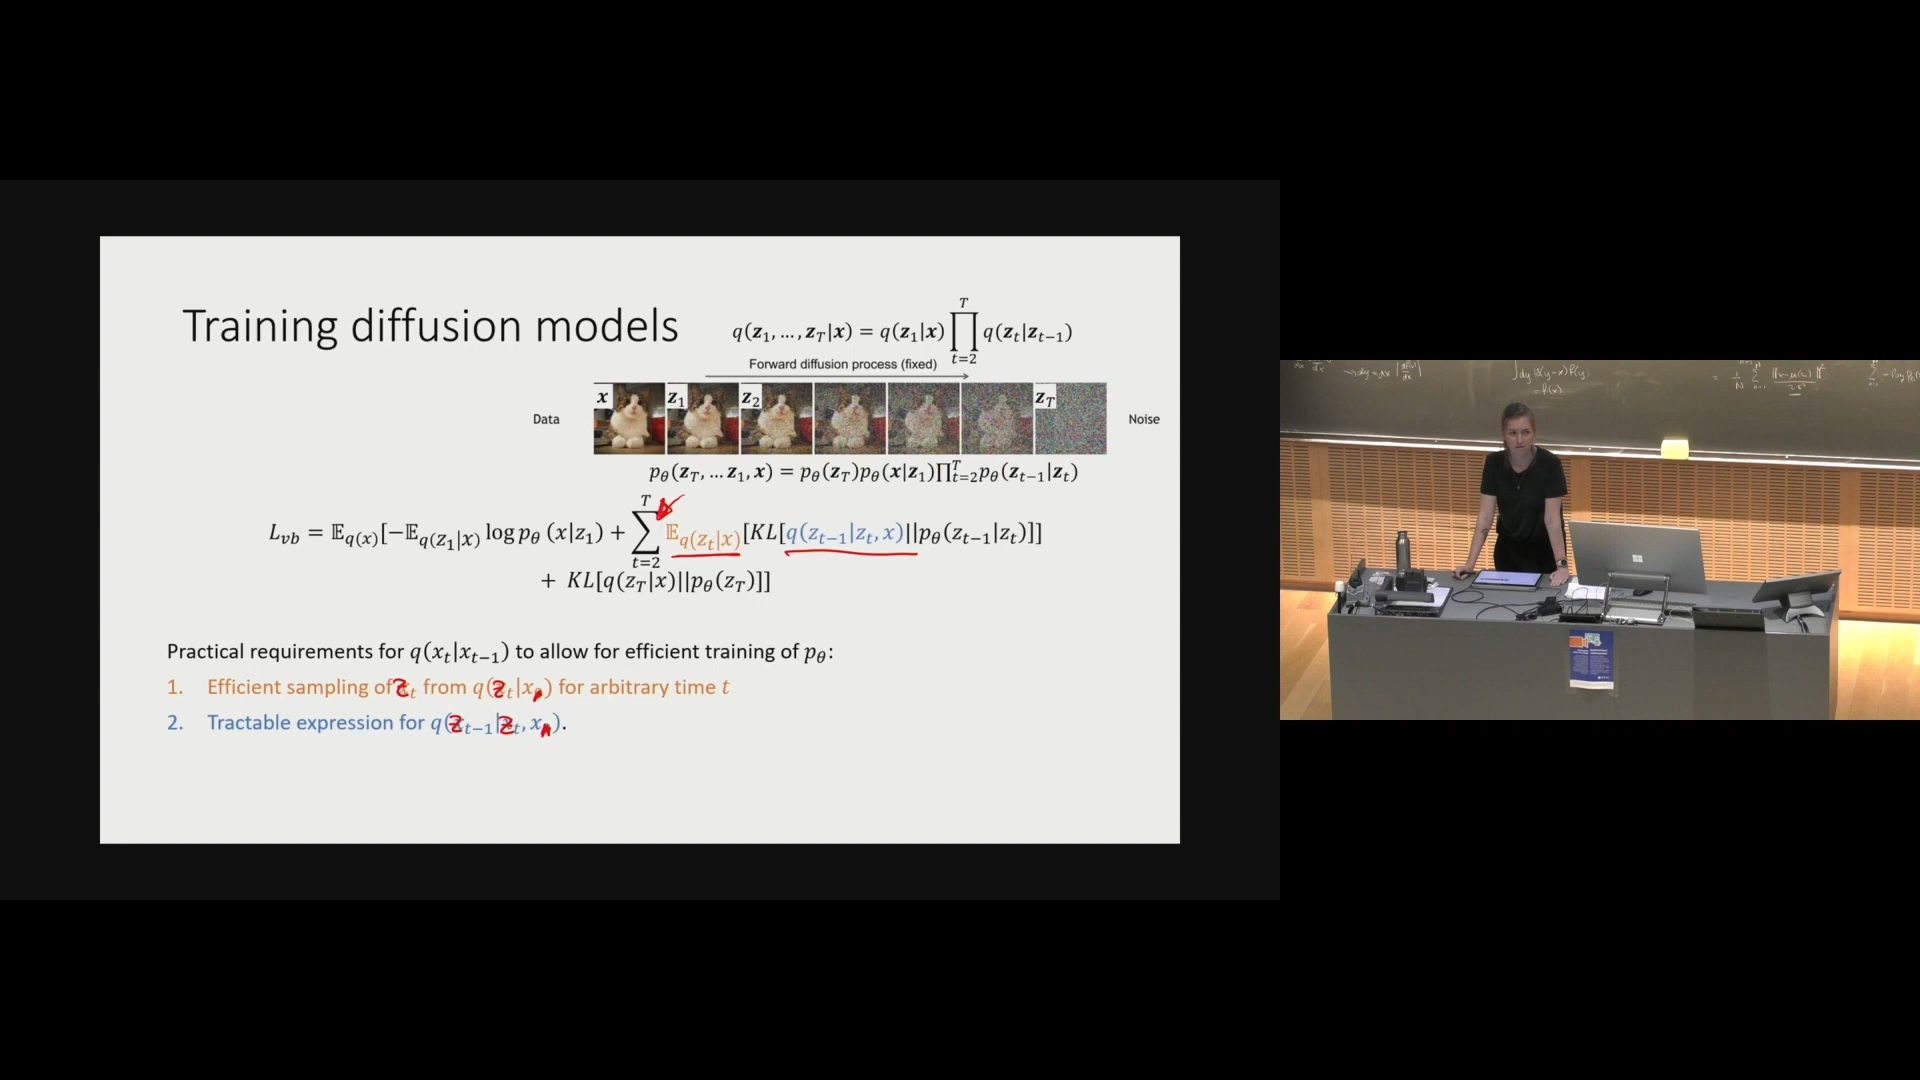 Training diffusion models
q(z₁, …, z_T|x) = q(z₁|x) ∏_{t=2}^{T} q(z_t|z_{t−1})
Forward diffusion process (fixed)
x z₁ z₂ z_T
Data
Noise
p_θ(z_T, … z₁, x) = p_θ(z_T)p_θ(x|z₁)∏_{t=2}^{T} p_θ(z_{t−1}|z_t)
L_{vb} = 𝔼_{q(x)}[−𝔼_{q(z₁|x)} log p_θ (x|z₁) + ∑_{t=2}^{T} 𝔼_{q(z_t|x)}[KL[q(z_{t−1}|z_t, x)||p_θ(z_{t−1}|z_t)]]
+ KL[q(z_T|x)||p_θ(z_T)]]
Practical requirements for q(x_t|x_{t−1}) to allow for efficient training of p_θ:
1. Efficient sampling of z_t from q(z_t|x) for arbitrary time t
2. Tractable expression for q(z_{t−1}|z_t, x).